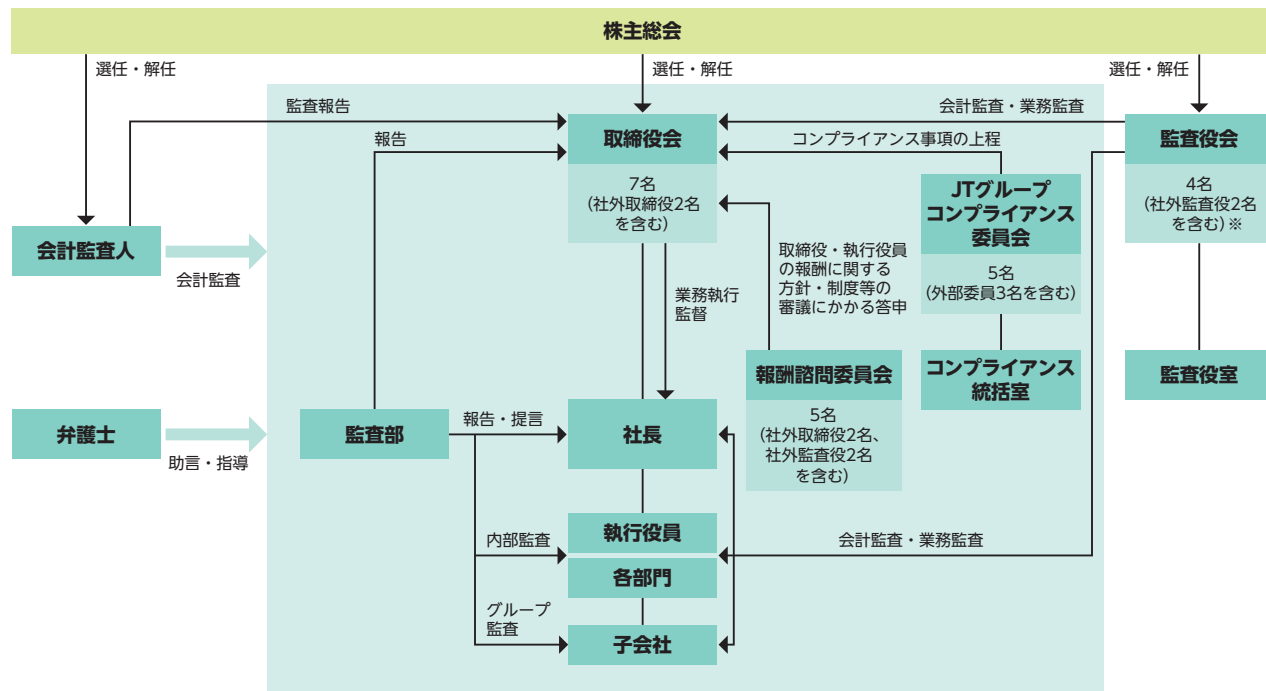 株主総会
選任・解任
選任・解任
選任・解任
監査報告
会計監査・業務監査
報告
取締役会
コンプライアンス事項の上程
監査役会
7名
(社外取締役2名
を含む)
JTグループ
コンプライアンス
委員会
4名
(社外監査役2名
を含む)※
会計監査人
会計監査
取締役・執行役員
の報酬に関する
方針・制度等の
審議にかかる答申
5名
(外部委員3名を含む)
業務執行
監督
報酬諮問委員会
コンプライアンス
統括室
監査役室
弁護士
助言・指導
監査部
報告・提言
社長
5名
(社外取締役2名、
社外監査役2名
を含む)
執行役員
内部監査
会計監査・業務監査
各部門
グループ
監査
子会社